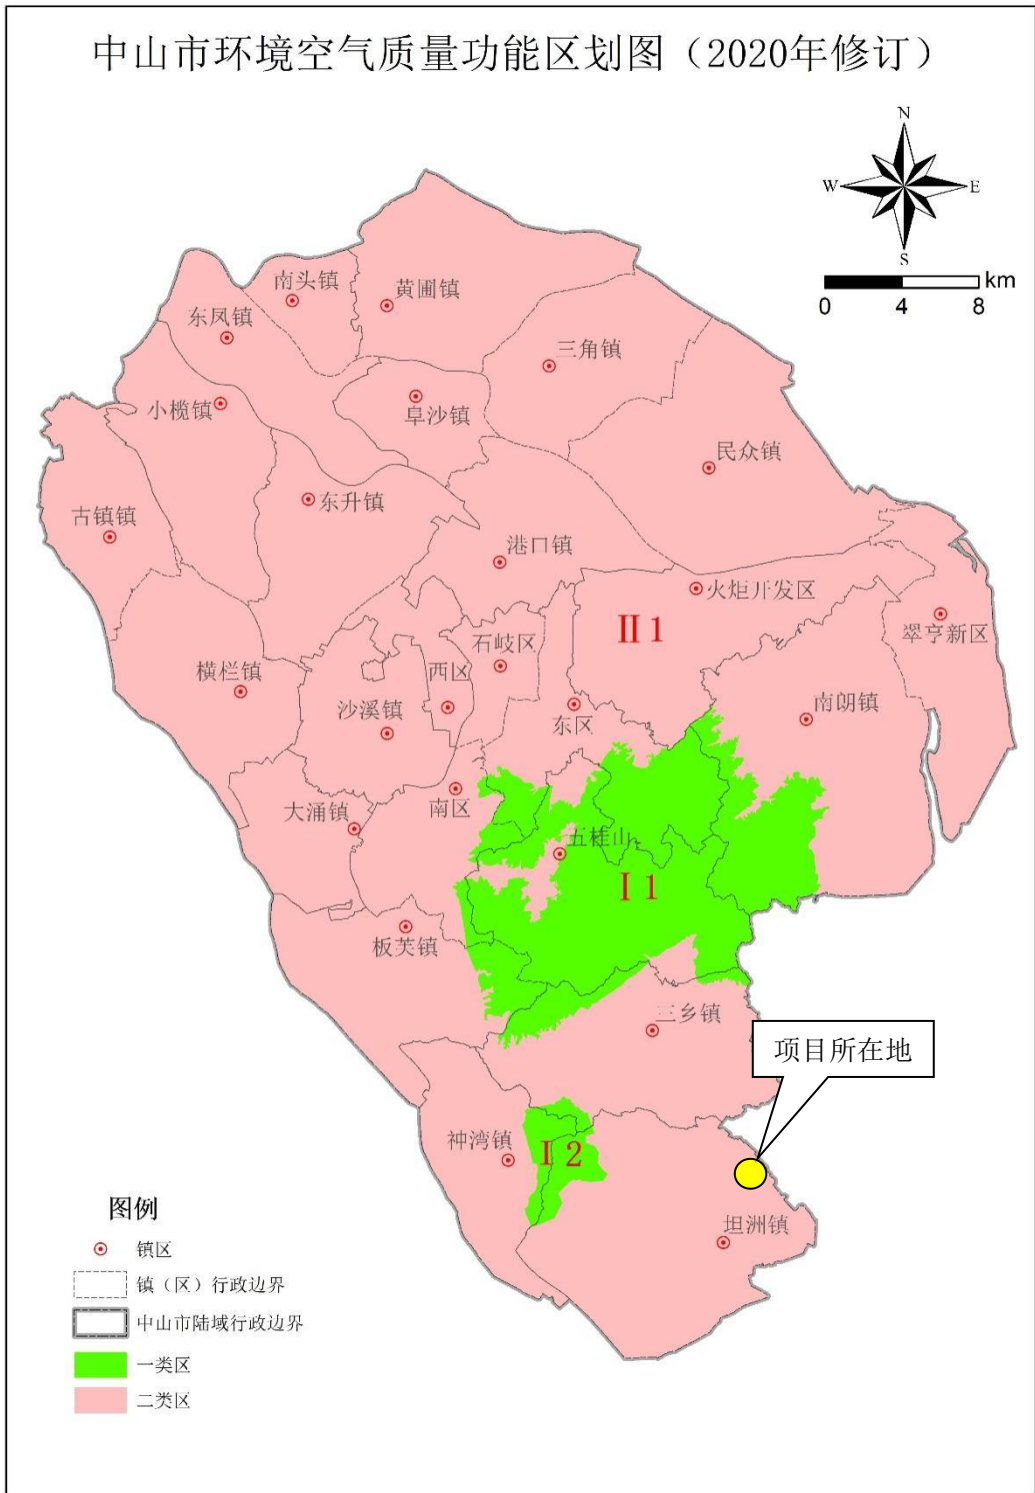 中山市环境空气质量功能区划图（2020年修订）
N
W
E
S
km
0
4
8
南头镇
黄圃镇
东凤镇
三角镇
小榄镇
阜沙镇
民众镇
古镇镇
东升镇
港口镇
火炬开发区
II 1
翠亨新区
石岐区
横栏镇
西区
沙溪镇
东区
南朗镇
南区
大涌镇
五桂山
I 1
板芙镇
三乡镇
项目所在地
神湾镇
I 2
坦洲镇
图例
镇区
镇（区）行政边界
中山市陆域行政边界
一类区
二类区